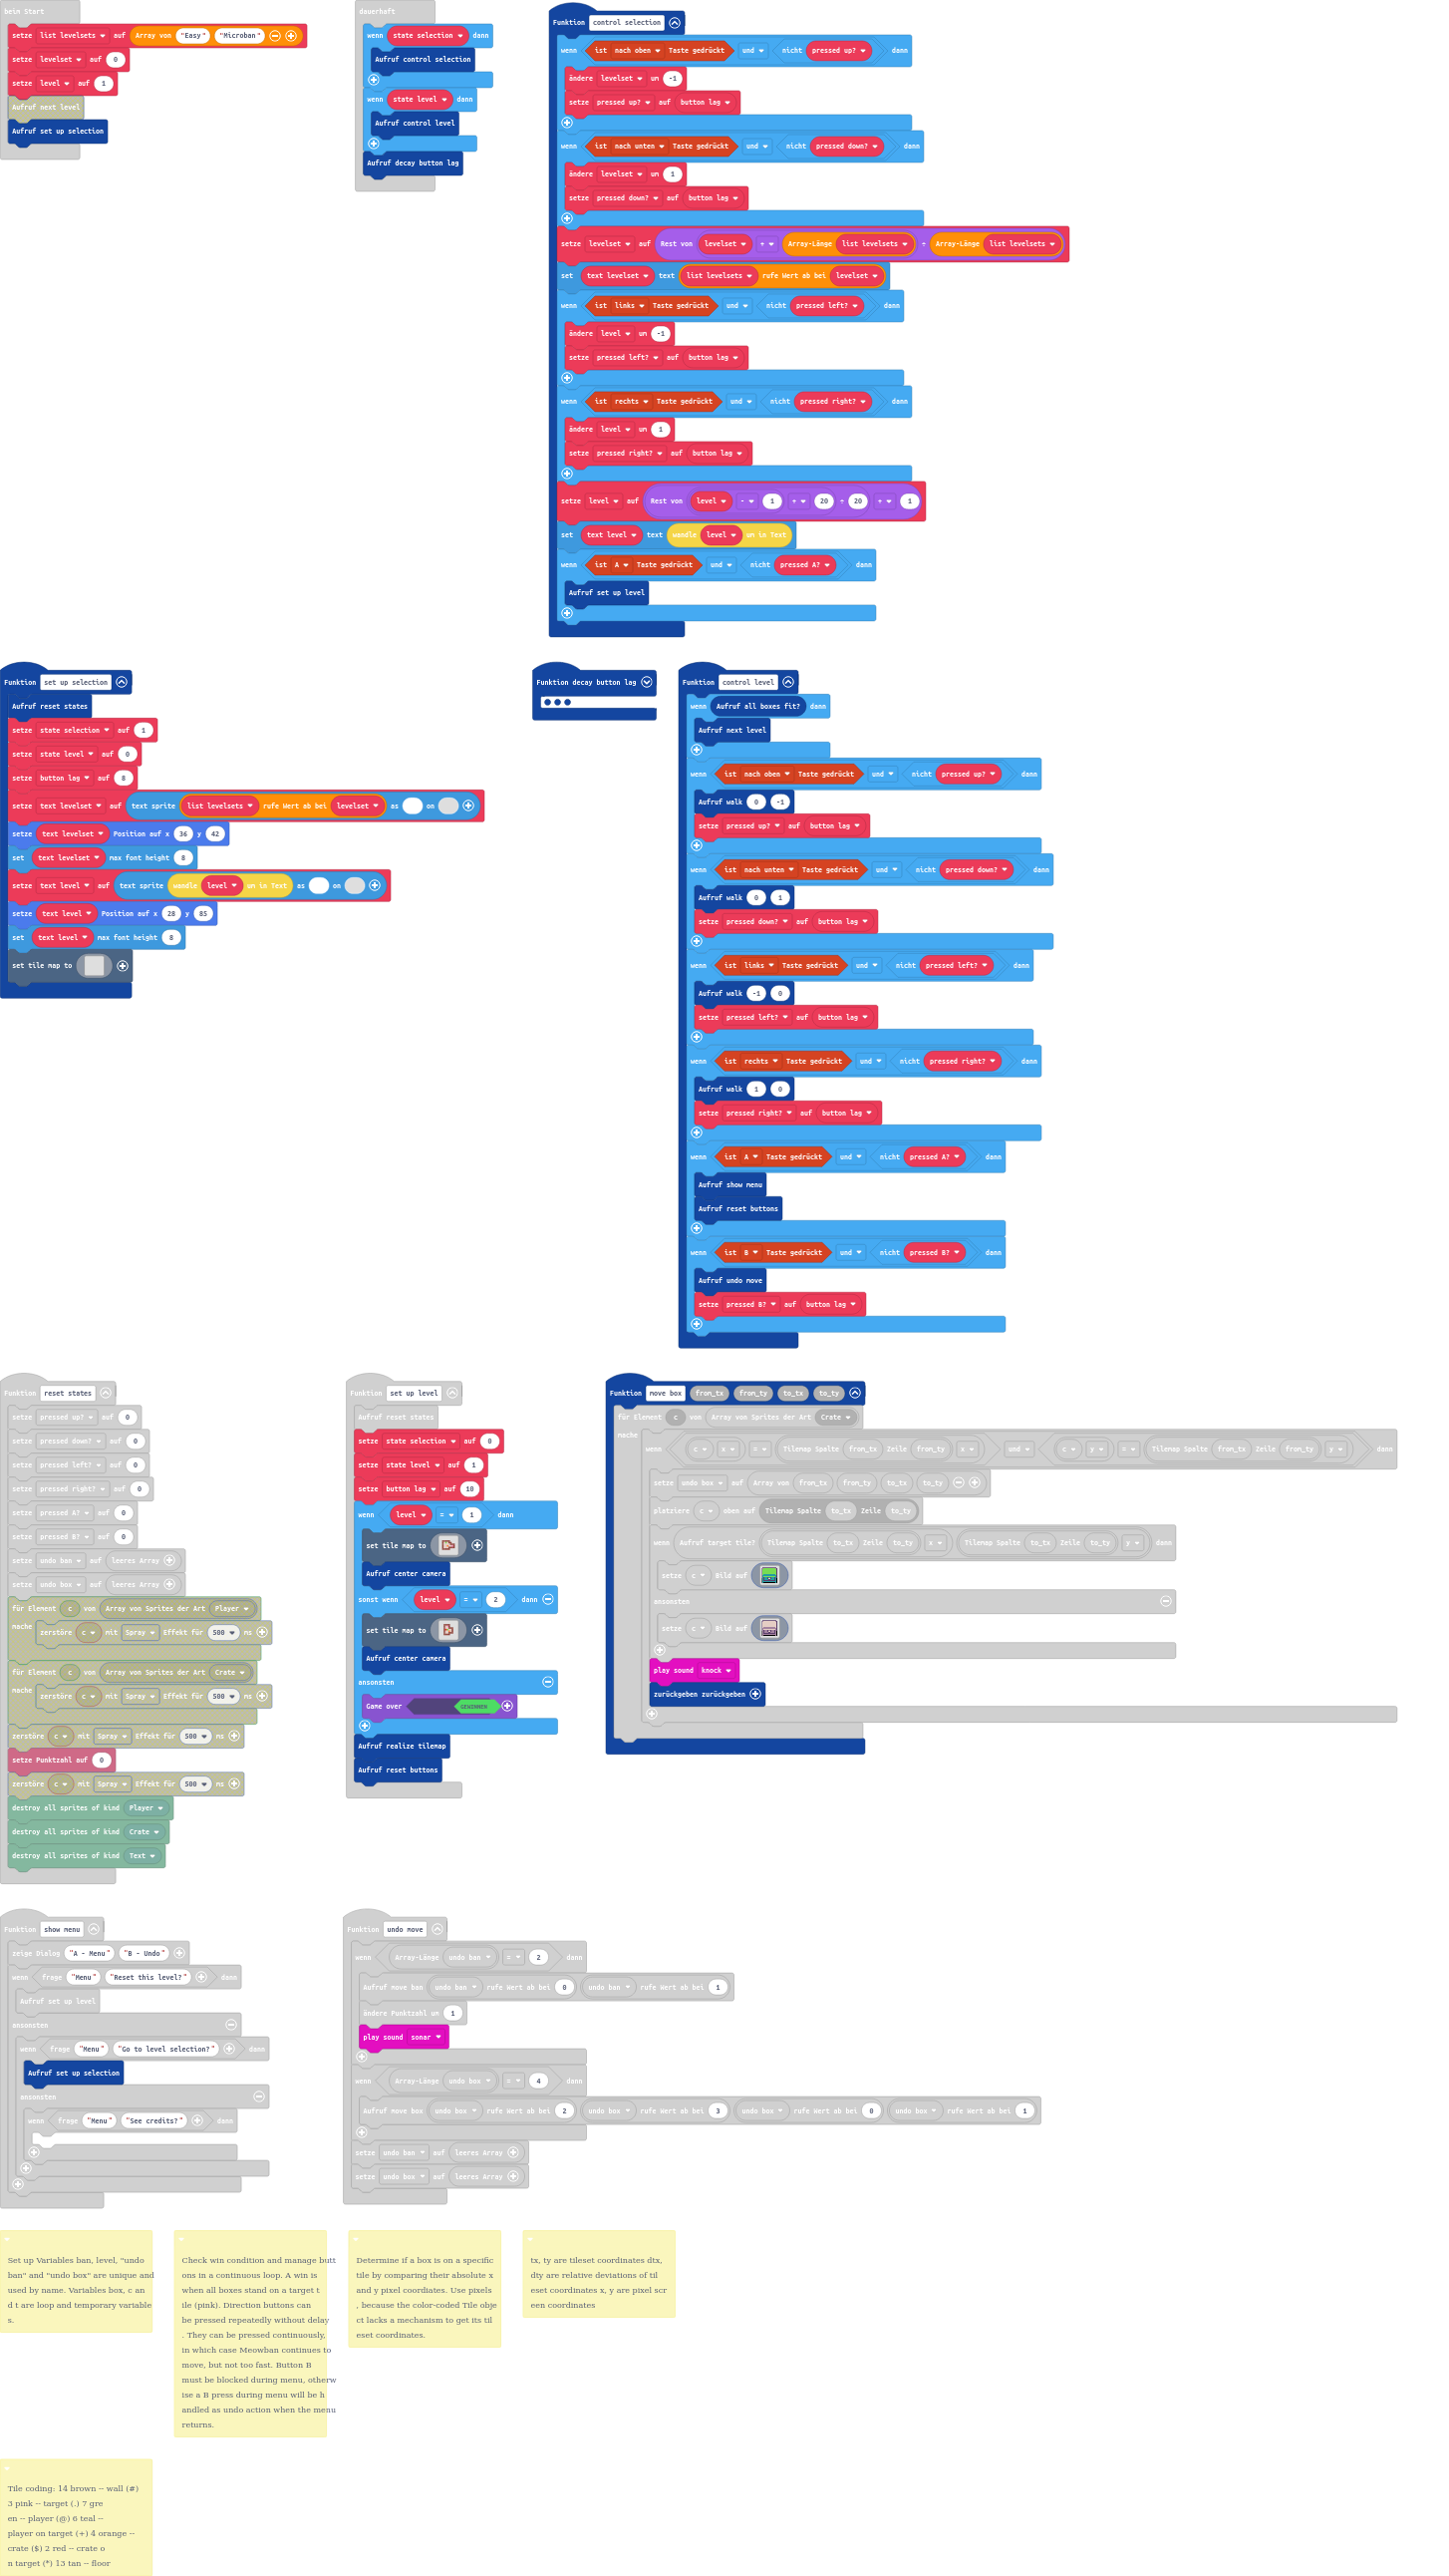 beim Start
setze list levelsets auf Array von "Easy" "Microban"
setze levelset auf 0
setze level auf 1
Aufruf next level
Aufruf set up selection
dauerhaft
wenn state selection dann
Aufruf control selection
wenn state level dann
Aufruf control level
Aufruf decay button lag
Funktion control selection
wenn ist nach oben Taste gedrückt und nicht pressed up? dann
ändere levelset um -1
setze pressed up? auf button lag
wenn ist nach unten Taste gedrückt und nicht pressed down? dann
ändere levelset um 1
setze pressed down? auf button lag
setze levelset auf Rest von levelset + Array-Länge list levelsets ÷ Array-Länge list levelsets
set text levelset text list levelsets rufe Wert ab bei levelset
wenn ist links Taste gedrückt und nicht pressed left? dann
ändere level um -1
setze pressed left? auf button lag
wenn ist rechts Taste gedrückt und nicht pressed right? dann
ändere level um 1
setze pressed right? auf button lag
setze level auf Rest von level - 1 + 20 ÷ 20 + 1
set text level text wandle level um in Text
wenn ist A Taste gedrückt und nicht pressed A? dann
Aufruf set up level
Funktion set up selection
Aufruf reset states
setze state selection auf 1
setze state level auf 0
setze button lag auf 8
setze text levelset auf text sprite list levelsets rufe Wert ab bei levelset as on
setze text levelset Position auf x 36 y 42
set text levelset max font height 8
setze text level auf text sprite wandle level um in Text as on
setze text level Position auf x 28 y 85
set text level max font height 8
set tile map to
Funktion decay button lag
Funktion control level
wenn Aufruf all boxes fit? dann
Aufruf next level
wenn ist nach oben Taste gedrückt und nicht pressed up? dann
Aufruf walk 0 -1
setze pressed up? auf button lag
wenn ist nach unten Taste gedrückt und nicht pressed down? dann
Aufruf walk 0 1
setze pressed down? auf button lag
wenn ist links Taste gedrückt und nicht pressed left? dann
Aufruf walk -1 0
setze pressed left? auf button lag
wenn ist rechts Taste gedrückt und nicht pressed right? dann
Aufruf walk 1 0
setze pressed right? auf button lag
wenn ist A Taste gedrückt und nicht pressed A? dann
Aufruf show menu
Aufruf reset buttons
wenn ist B Taste gedrückt und nicht pressed B? dann
Aufruf undo move
setze pressed B? auf button lag
Funktion reset states
setze pressed up? auf 0
setze pressed down? auf 0
setze pressed left? auf 0
setze pressed right? auf 0
setze pressed A? auf 0
setze pressed B? auf 0
setze undo ban auf leeres Array
setze undo box auf leeres Array
für Element c von Array von Sprites der Art Player
mache zerstöre c mit Spray Effekt für 500 ms
für Element c von Array von Sprites der Art Crate
mache zerstöre c mit Spray Effekt für 500 ms
zerstöre c mit Spray Effekt für 500 ms
setze Punktzahl auf 0
zerstöre c mit Spray Effekt für 500 ms
destroy all sprites of kind Player
destroy all sprites of kind Crate
destroy all sprites of kind Text
Funktion set up level
Aufruf reset states
setze state selection auf 0
setze state level auf 1
setze button lag auf 10
wenn level = 1 dann
set tile map to
Aufruf center camera
sonst wenn level = 2 dann
set tile map to
Aufruf center camera
ansonsten
Game over GEWINNEN
Aufruf realize tilemap
Aufruf reset buttons
Funktion move box from_tx from_ty to_tx to_ty
für Element c von Array von Sprites der Art Crate
mache
wenn c x = Tilemap Spalte from_tx Zeile from_ty x und c y = Tilemap Spalte from_tx Zeile from_ty y dann
setze undo box auf Array von from_tx from_ty to_tx to_ty
platziere c oben auf Tilemap Spalte to_tx Zeile to_ty
wenn Aufruf target tile? Tilemap Spalte to_tx Zeile to_ty x Tilemap Spalte to_tx Zeile to_ty y dann
setze c Bild auf
ansonsten
setze c Bild auf
play sound knock
zurückgeben zurückgeben
Funktion show menu
zeige Dialog "A - Menu" "B - Undo"
wenn frage "Menu" "Reset this level?" dann
Aufruf set up level
ansonsten
wenn frage "Menu" "Go to level selection?" dann
Aufruf set up selection
ansonsten
wenn frage "Menu" "See credits?" dann
Funktion undo move
wenn Array-Länge undo ban = 2 dann
Aufruf move ban undo ban rufe Wert ab bei 0 undo ban rufe Wert ab bei 1
ändere Punktzahl um 1
play sound sonar
wenn Array-Länge undo box = 4 dann
Aufruf move box undo box rufe Wert ab bei 2 undo box rufe Wert ab bei 3 undo box rufe Wert ab bei 0 undo box rufe Wert ab bei 1
setze undo ban auf leeres Array
setze undo box auf leeres Array
Set up Variables ban, level, "undo
ban" and "undo box" are unique and
used by name. Variables box, c an
d t are loop and temporary variable
s.
Check win condition and manage butt
ons in a continuous loop. A win is
when all boxes stand on a target t
ile (pink). Direction buttons can
be pressed repeatedly without delay
. They can be pressed continuously,
in which case Meowban continues to
move, but not too fast. Button B
must be blocked during menu, otherw
ise a B press during menu will be h
andled as undo action when the menu
returns.
Determine if a box is on a specific
tile by comparing their absolute x
and y pixel coordiates. Use pixels
, because the color-coded Tile obje
ct lacks a mechanism to get its til
eset coordinates.
tx, ty are tileset coordinates dtx,
dty are relative deviations of til
eset coordinates x, y are pixel scr
een coordinates
Tile coding: 14 brown -- wall (#)
3 pink -- target (.) 7 gre
en -- player (@) 6 teal --
player on target (+) 4 orange --
crate ($) 2 red -- crate o
n target (*) 13 tan -- floor